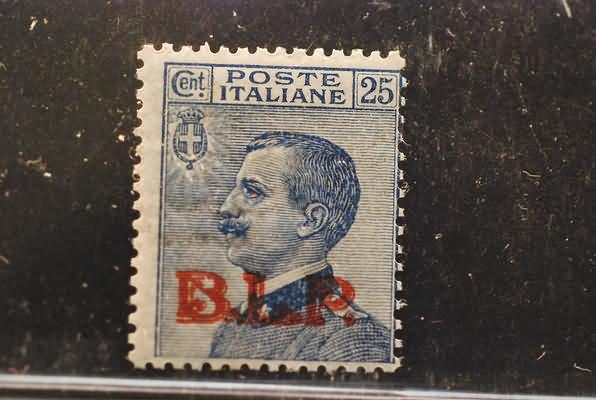 Cent.
POSTE
ITALIANE
25
B.L.P.